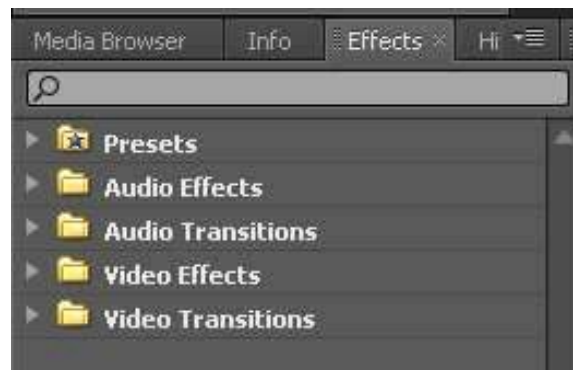 Media Browser Info Effects × Hi
Presets
Audio Effects
Audio Transitions
Video Effects
Video Transitions